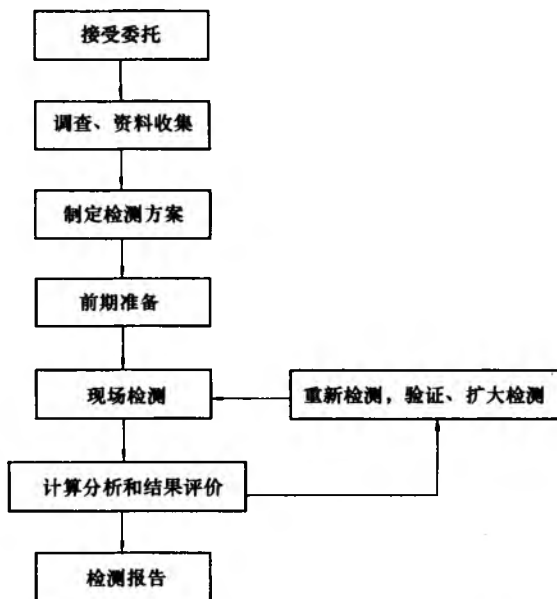 接受委托
调查、资料收集
制定检测方案
前期准备
现场检测
重新检测，验证、扩大检测
计算分析和结果评价
检测报告